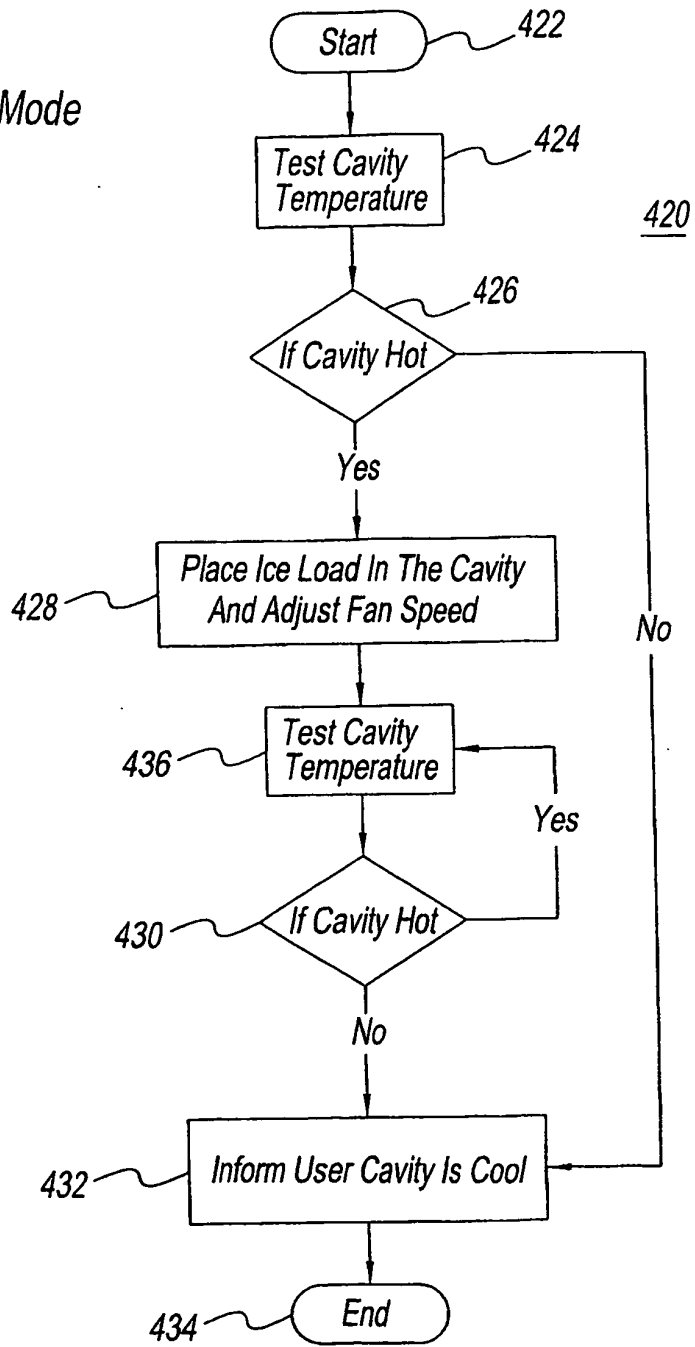 Start
422
Mode
Test Cavity
Temperature
424
420
426
If Cavity Hot
Yes
Place Ice Load In The Cavity
And Adjust Fan Speed
428
No
Test Cavity
Temperature
436
Yes
If Cavity Hot
430
No
Inform User Cavity Is Cool
432
End
434